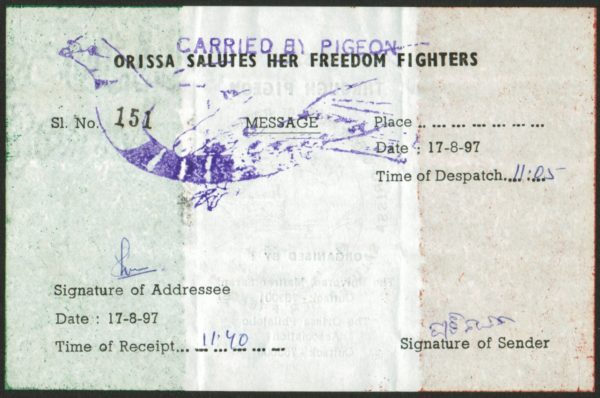 CARRIED BY PIGEON
ORISSA SALUTES HER FREEDOM FIGHTERS
Sl. No. 151
MESSAGE
Place
Date : 17-8-97
Time of Despatch 11:05
Signature of Addressee
Date : 17-8-97
Time of Receipt 11:40
Signature of Sender